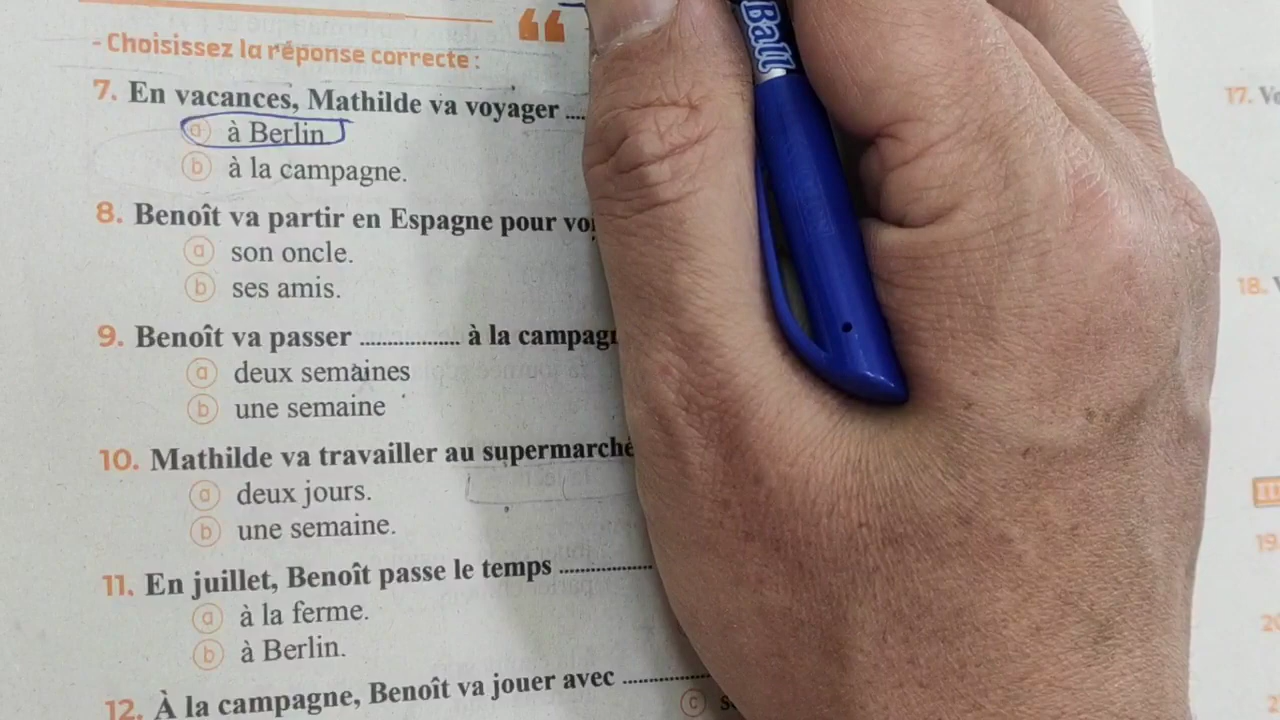 Ball
- Choisissez la réponse correcte :
7. En vacances, Mathilde va voyager ....
a à Berlin
b à la campagne.
8. Benoît va partir en Espagne pour
a son oncle.
b ses amis.
9. Benoît va passer .................. à la
a deux semaines
b une semaine
10. Mathilde va travailler au supermarché
a deux jours.
b une semaine.
11. En juillet, Benoît passe le temps ..................
a à la ferme.
b à Berlin.
12. À la campagne, Benoît va jouer avec ..................
c
17.
18.
19